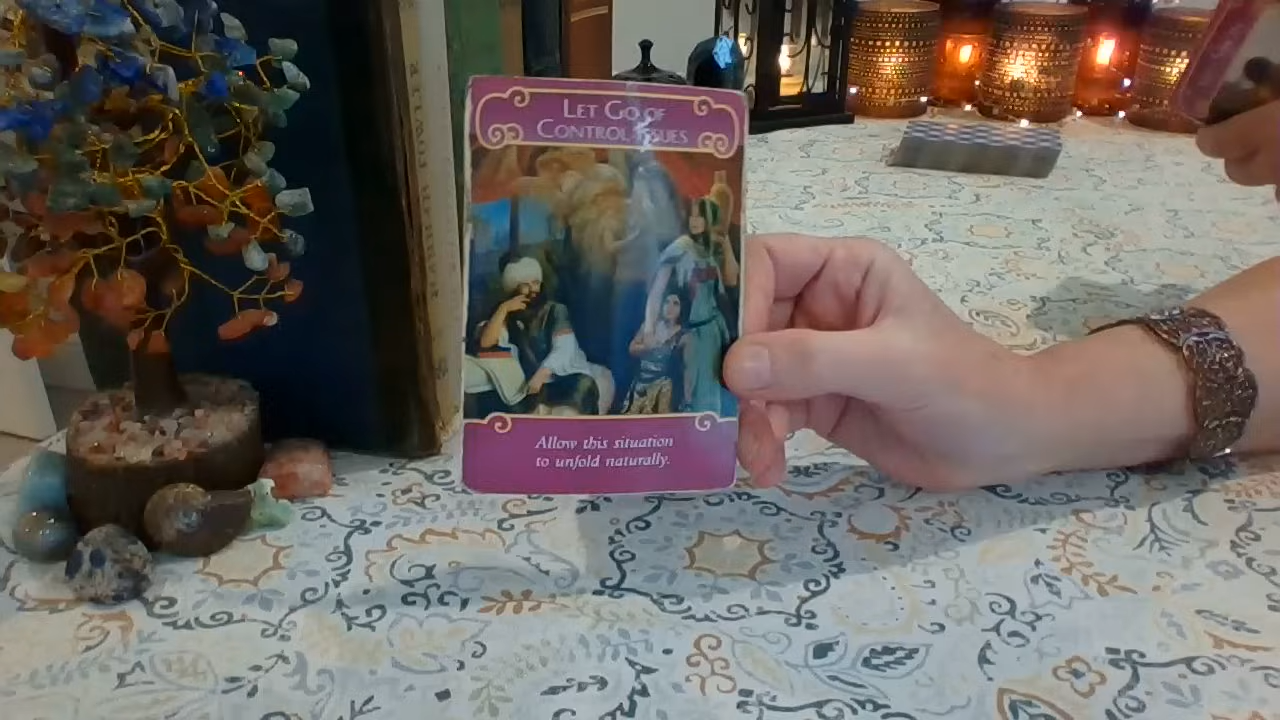 LET GO OF
CONTROL ISSUES
Allow this situation
to unfold naturally.